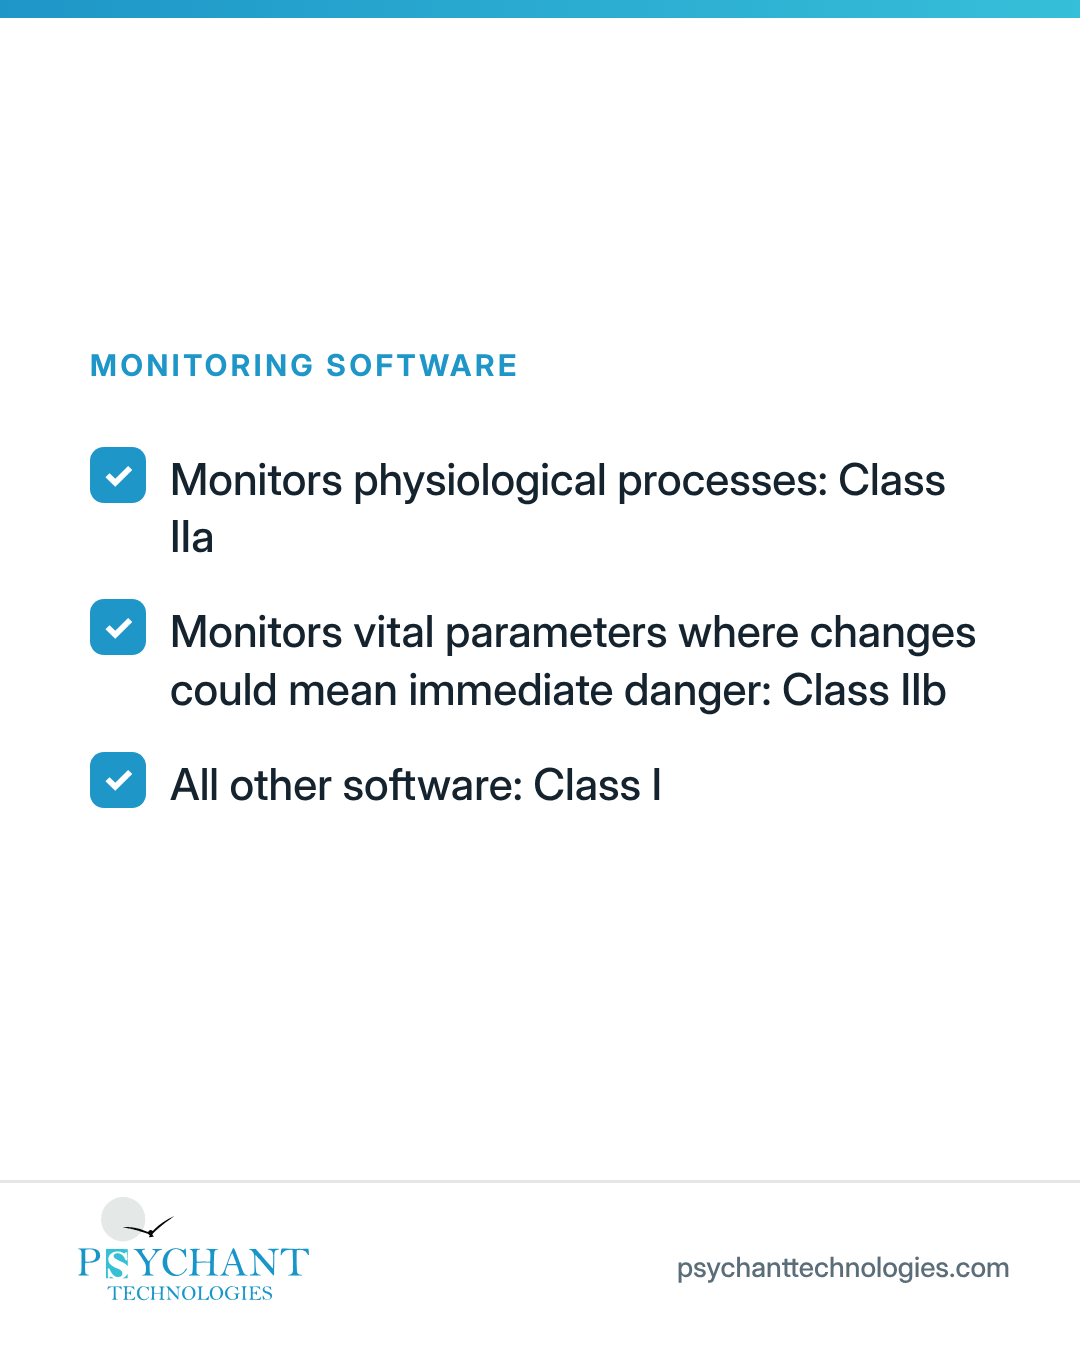 MONITORING SOFTWARE
Monitors physiological processes: Class
IIa
Monitors vital parameters where changes
could mean immediate danger: Class IIb
All other software: Class I
PSYCHANT
TECHNOLOGIES
psychanttechnologies.com